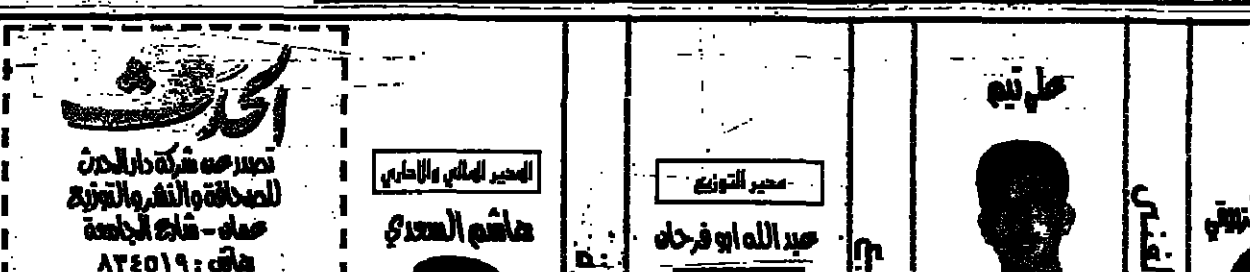 علي تيم
مدير التوزيع
عبد الله ابو فرحان
المدير المالي والاداري
هاشم السعدي
الحدث
تصدر عن شركة دار الحدث
للصحافة والنشر والتوزيع
عمان - شارع الجامعة
هاتف : ٨٣٤٥١٩